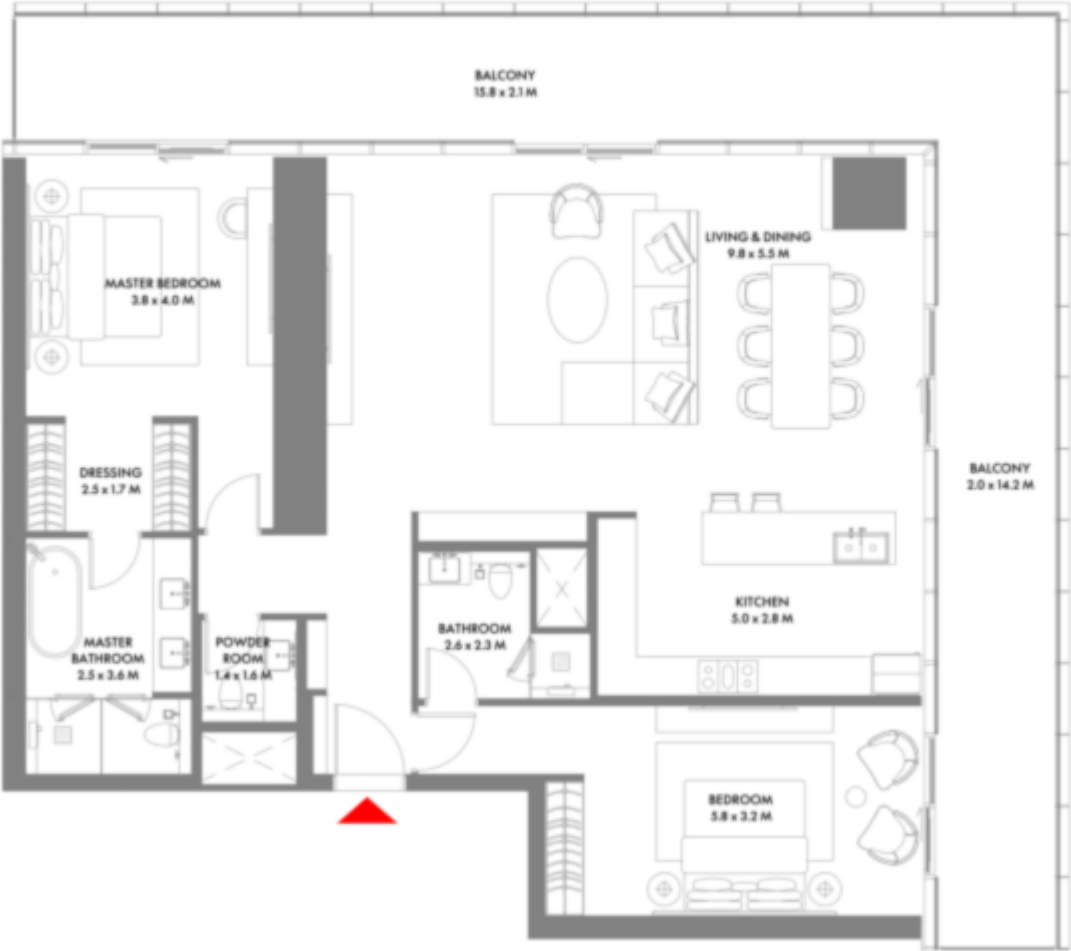 BALCONY
15.8 x 2.1 M
LIVING & DINING
9.8 x 5.5 M
MASTER BEDROOM
3.8 x 4.0 M
DRESSING
2.5 x 1.7 M
BALCONY
2.0 x 14.2 M
KITCHEN
5.0 x 2.8 M
BATHROOM
2.6 x 2.3 M
MASTER
BATHROOM
2.5 x 3.6 M
POWDER
ROOM
1.4 x 1.6 M
BEDROOM
5.8 x 3.2 M